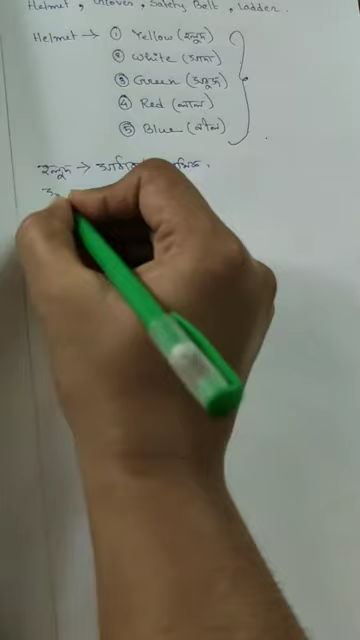 Helmet, Gloves, Safety Belt, Ladder.
Helmet → ① Yellow (হলুদ)
② White (সাদা)
③ Green (সবুজ)
④ Red (লাল)
⑤ Blue (নীল)
হলুদ →